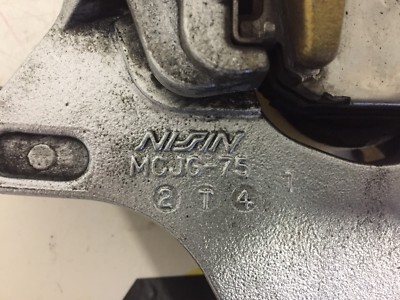 NISSIN
MCJG-75
② T ④ 1